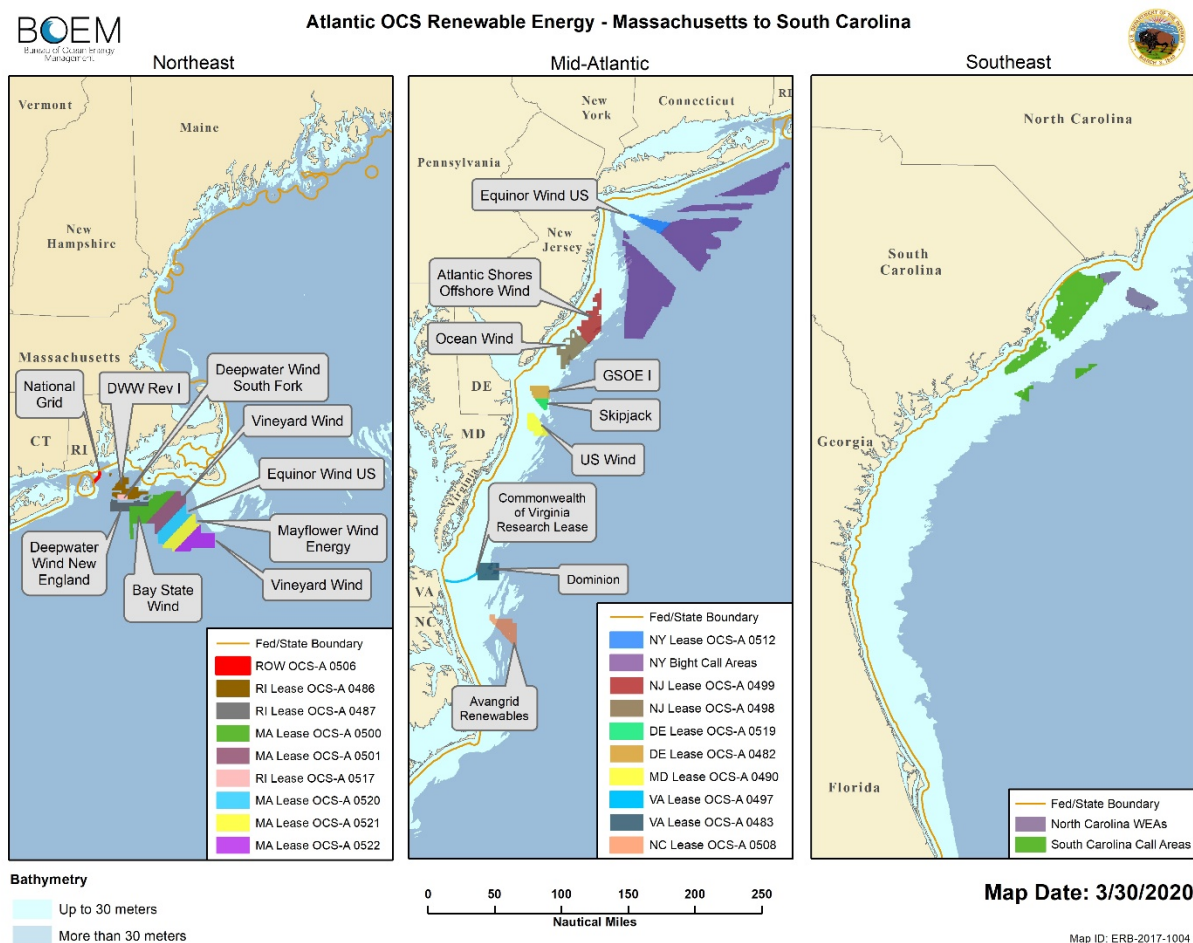 BOEM
Bureau of Ocean Energy
Management
Atlantic OCS Renewable Energy - Massachusetts to South Carolina
U.S. DEPARTMENT OF THE INTERIOR
MARCH 3, 1849
Northeast
Vermont
Maine
New
Hampshire
Massachusetts
National
Grid
DWW Rev I
Deepwater Wind
South Fork
Vineyard Wind
CT
RI
Equinor Wind US
Mayflower Wind
Energy
Deepwater
Wind New
England
Bay State
Wind
Vineyard Wind
Fed/State Boundary
ROW OCS-A 0506
RI Lease OCS-A 0486
RI Lease OCS-A 0487
MA Lease OCS-A 0500
MA Lease OCS-A 0501
RI Lease OCS-A 0517
MA Lease OCS-A 0520
MA Lease OCS-A 0521
MA Lease OCS-A 0522
Mid-Atlantic
New
York
Connecticut
RI
Pennsylvania
Equinor Wind US
New
Jersey
Atlantic Shores
Offshore Wind
Ocean Wind
DE
GSOE I
Skipjack
MD
US Wind
Virginia
Commonwealth
of Virginia
Research Lease
Dominion
VA
NC
Avangrid
Renewables
Fed/State Boundary
NY Lease OCS-A 0512
NY Bight Call Areas
NJ Lease OCS-A 0499
NJ Lease OCS-A 0498
DE Lease OCS-A 0519
DE Lease OCS-A 0482
MD Lease OCS-A 0490
VA Lease OCS-A 0497
VA Lease OCS-A 0483
NC Lease OCS-A 0508
Southeast
North Carolina
South
Carolina
Georgia
Florida
Fed/State Boundary
North Carolina WEAs
South Carolina Call Areas
Bathymetry
Up to 30 meters
More than 30 meters
0 50 100 150 200 250
Nautical Miles
Map Date: 3/30/2020
Map ID: ERB-2017-1004